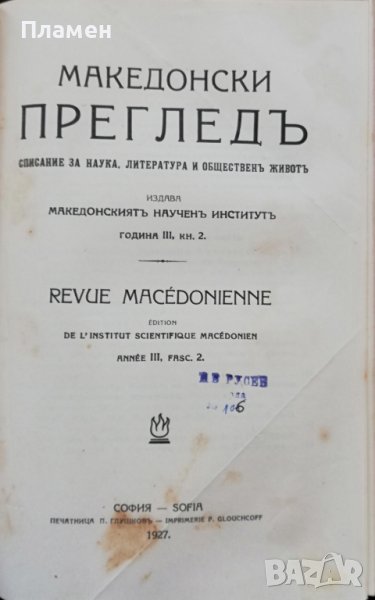 Пламен
МАКЕДОНСКИ
ПРЕГЛЕДЪ
СПИСАНИЕ ЗА НАУКА, ЛИТЕРАТУРА И ОБЩЕСТВЕНЪ ЖИВОТЪ
ИЗДАВА
МАКЕДОНСКИЯТЪ НАУЧЕНЪ ИНСТИТУТЪ
ГОДИНА III, КН. 2.
REVUE MACÉDONIENNE
ÉDITION
DE L'INSTITUT SCIENTIFIQUE MACÉDONIEN
ANNÉE III, FASC. 2.
РУСЕВ
СОФИЯ — SOFIA
ПЕЧАТНИЦА П. ГЛУШКОВЪ — IMPRIMERIE P. GLOUCHCOFF
1927.
BAZAR